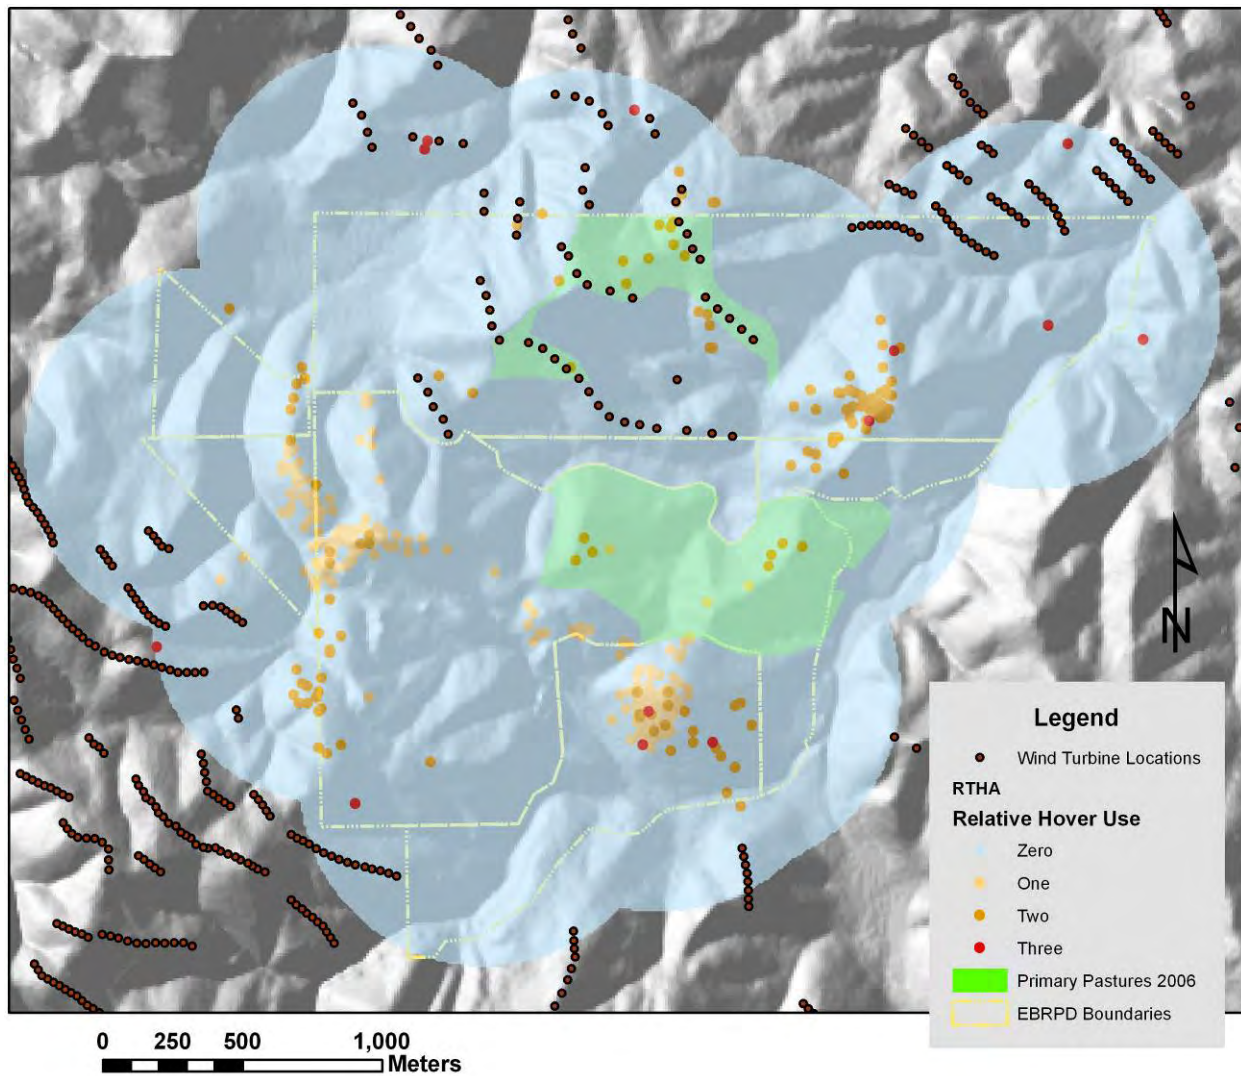 N
Legend
Wind Turbine Locations
RTHA
Relative Hover Use
Zero
One
Two
Three
Primary Pastures 2006
EBRPD Boundaries
0 250 500 1,000
Meters